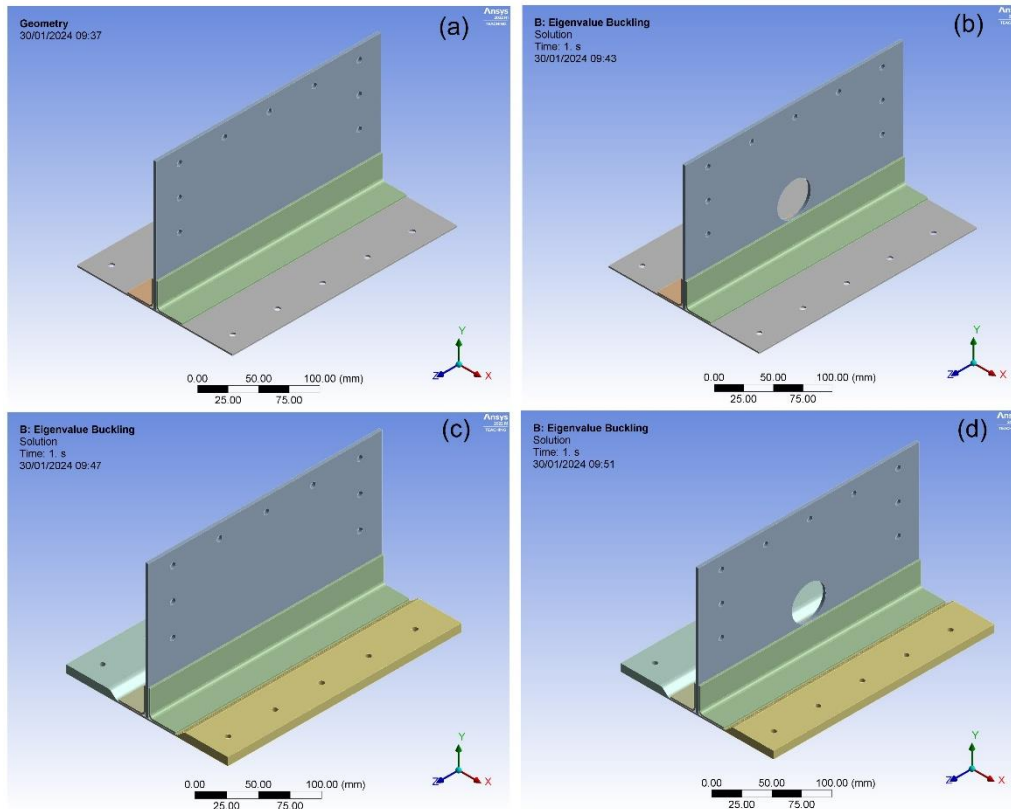 Geometry
30/01/2024 09:37
(a)
Ansys
Y
Z
X
0.00 50.00 100.00 (mm)
25.00 75.00
B: Eigenvalue Buckling
Solution
Time: 1. s
30/01/2024 09:43
(b)
Ansys
Y
Z
X
0.00 50.00 100.00 (mm)
25.00 75.00
B: Eigenvalue Buckling
Solution
Time: 1. s
30/01/2024 09:47
(c)
Ansys
Y
Z
X
0.00 50.00 100.00 (mm)
25.00 75.00
B: Eigenvalue Buckling
Solution
Time: 1. s
30/01/2024 09:51
(d)
Ansys
Y
Z
X
0.00 50.00 100.00 (mm)
25.00 75.00